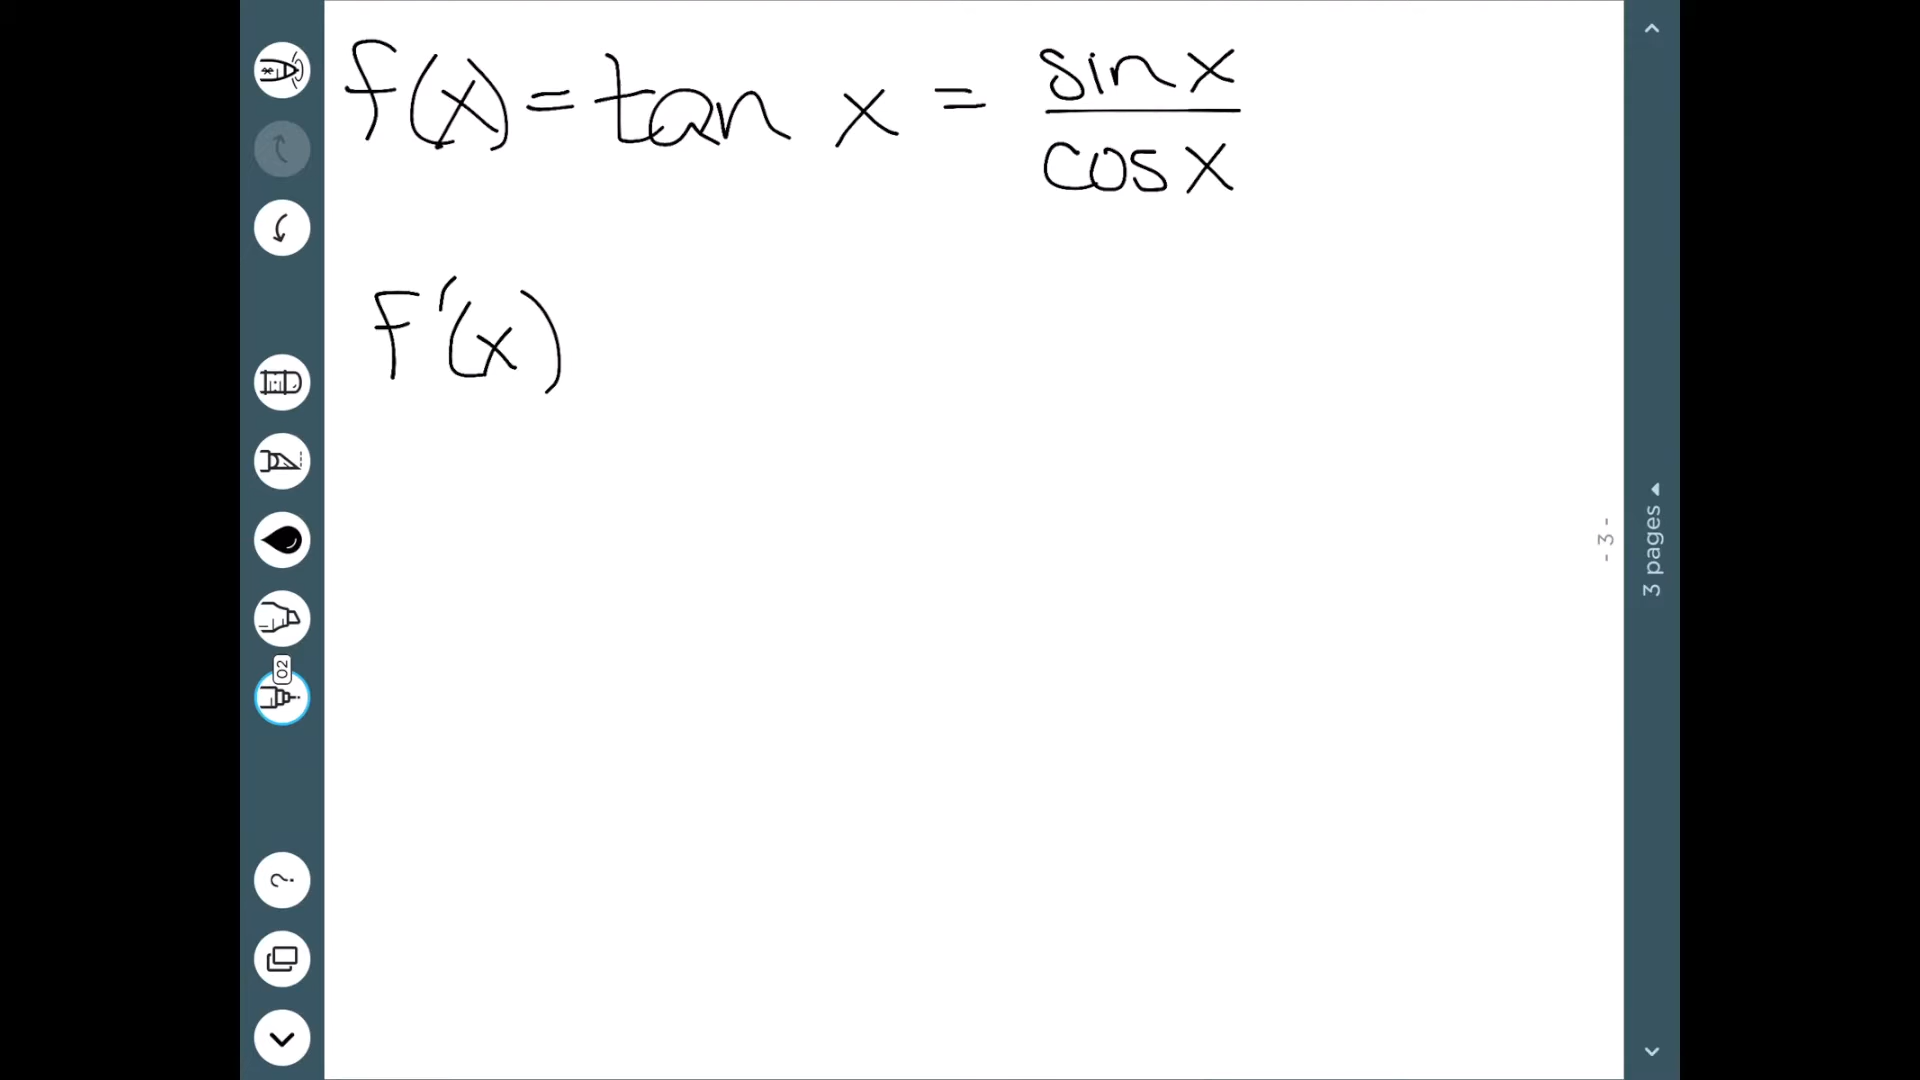 f(x) = tan x = sin x / cos x
f'(x)
02
?
- 3 -
3 pages